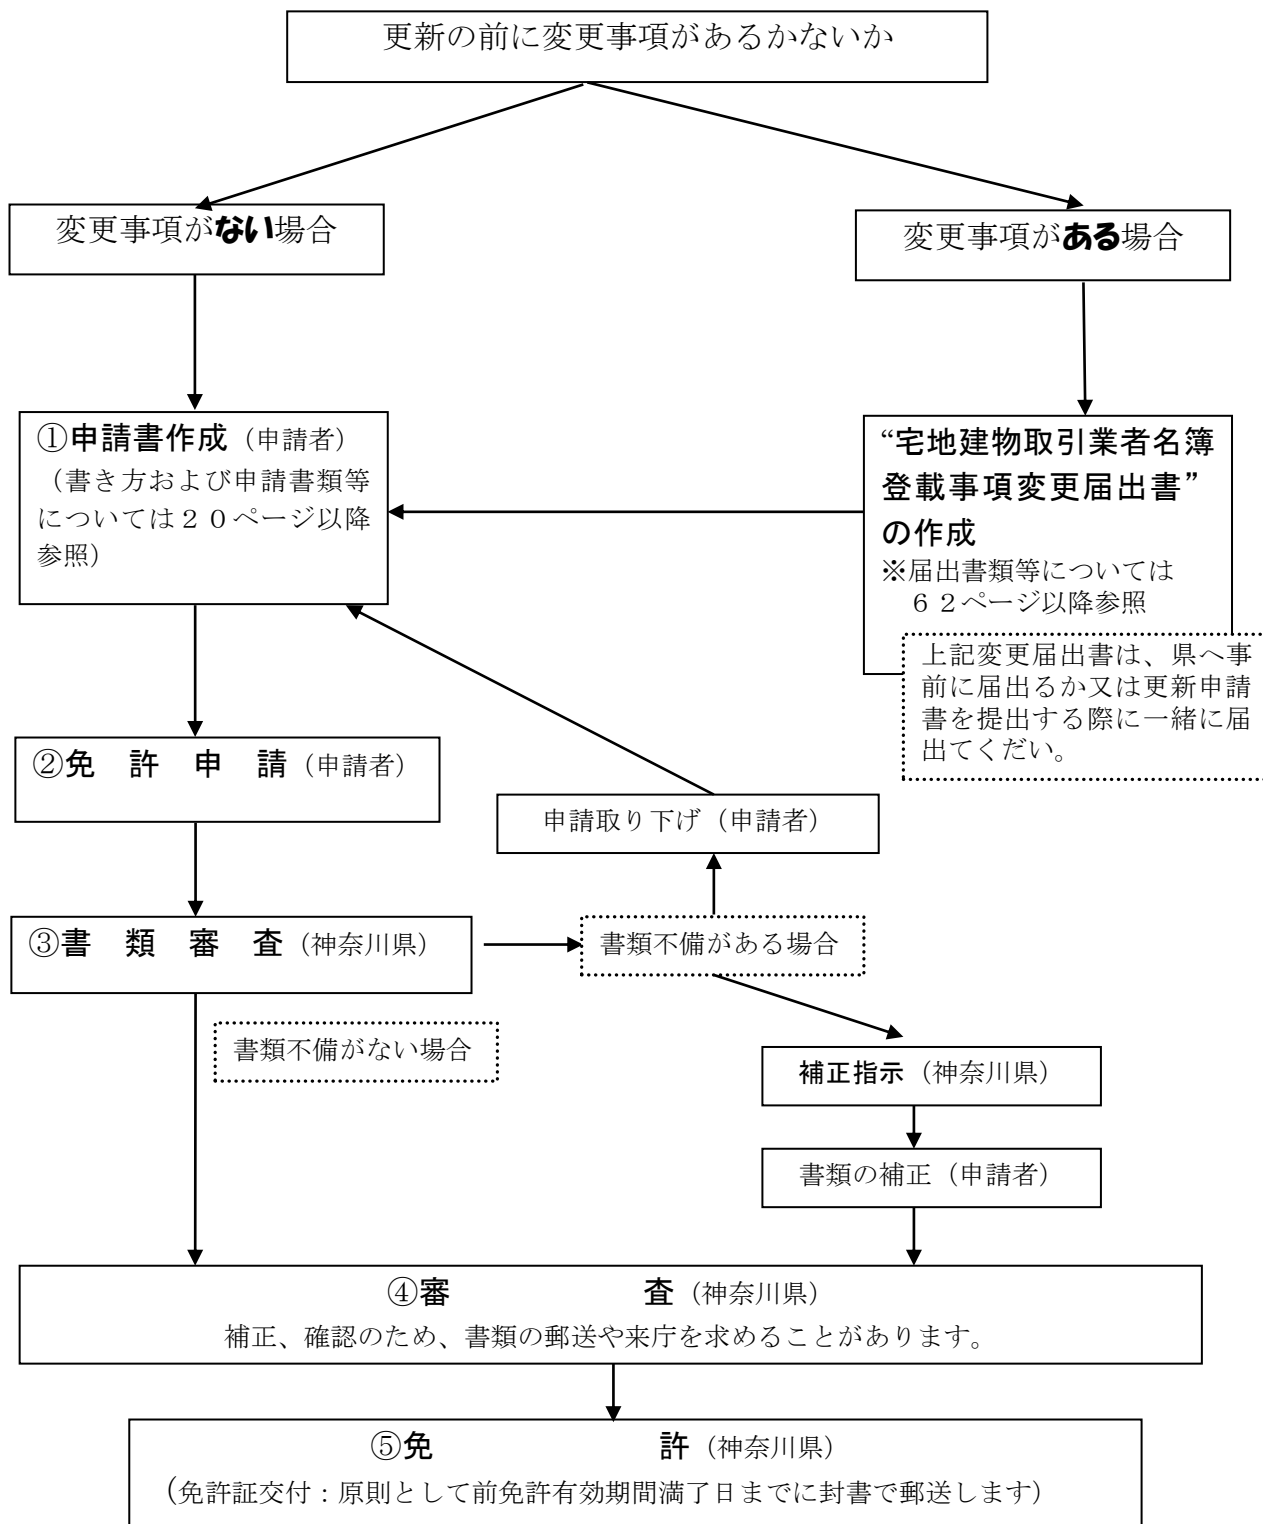 更新の前に変更事項があるかないか
変更事項がない場合
変更事項がある場合
①申請書作成（申請者）
（書き方および申請書類等
については２０ページ以降
参照）
“宅地建物取引業者名簿
登載事項変更届出書”
の作成
※届出書類等については
６２ページ以降参照
上記変更届出書は、県へ事
前に届出るか又は更新申請
書を提出する際に一緒に届
出てくだい。
②免　許　申　請（申請者）
申請取り下げ（申請者）
③書　類　審　査（神奈川県）
書類不備がある場合
書類不備がない場合
補正指示（神奈川県）
書類の補正（申請者）
④審　　　　　　査（神奈川県）
補正、確認のため、書類の郵送や来庁を求めることがあります。
⑤免　　　　　　　許（神奈川県）
（免許証交付：原則として前免許有効期間満了日までに封書で郵送します）